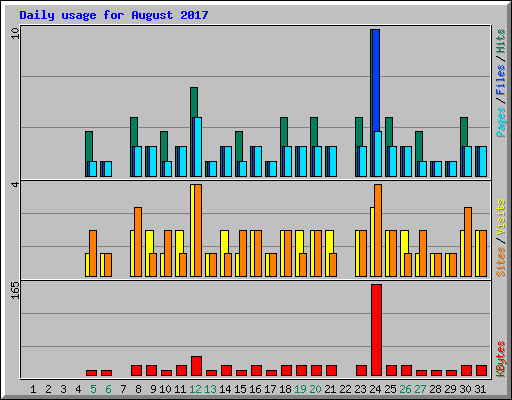 Daily usage for August 2017
10
Pages / Files / Hits
4
Sites / Visits
165
KBytes
1 2 3 4 5 6 7 8 9 10 11 12 13 14 15 16 17 18 19 20 21 22 23 24 25 26 27 28 29 30 31